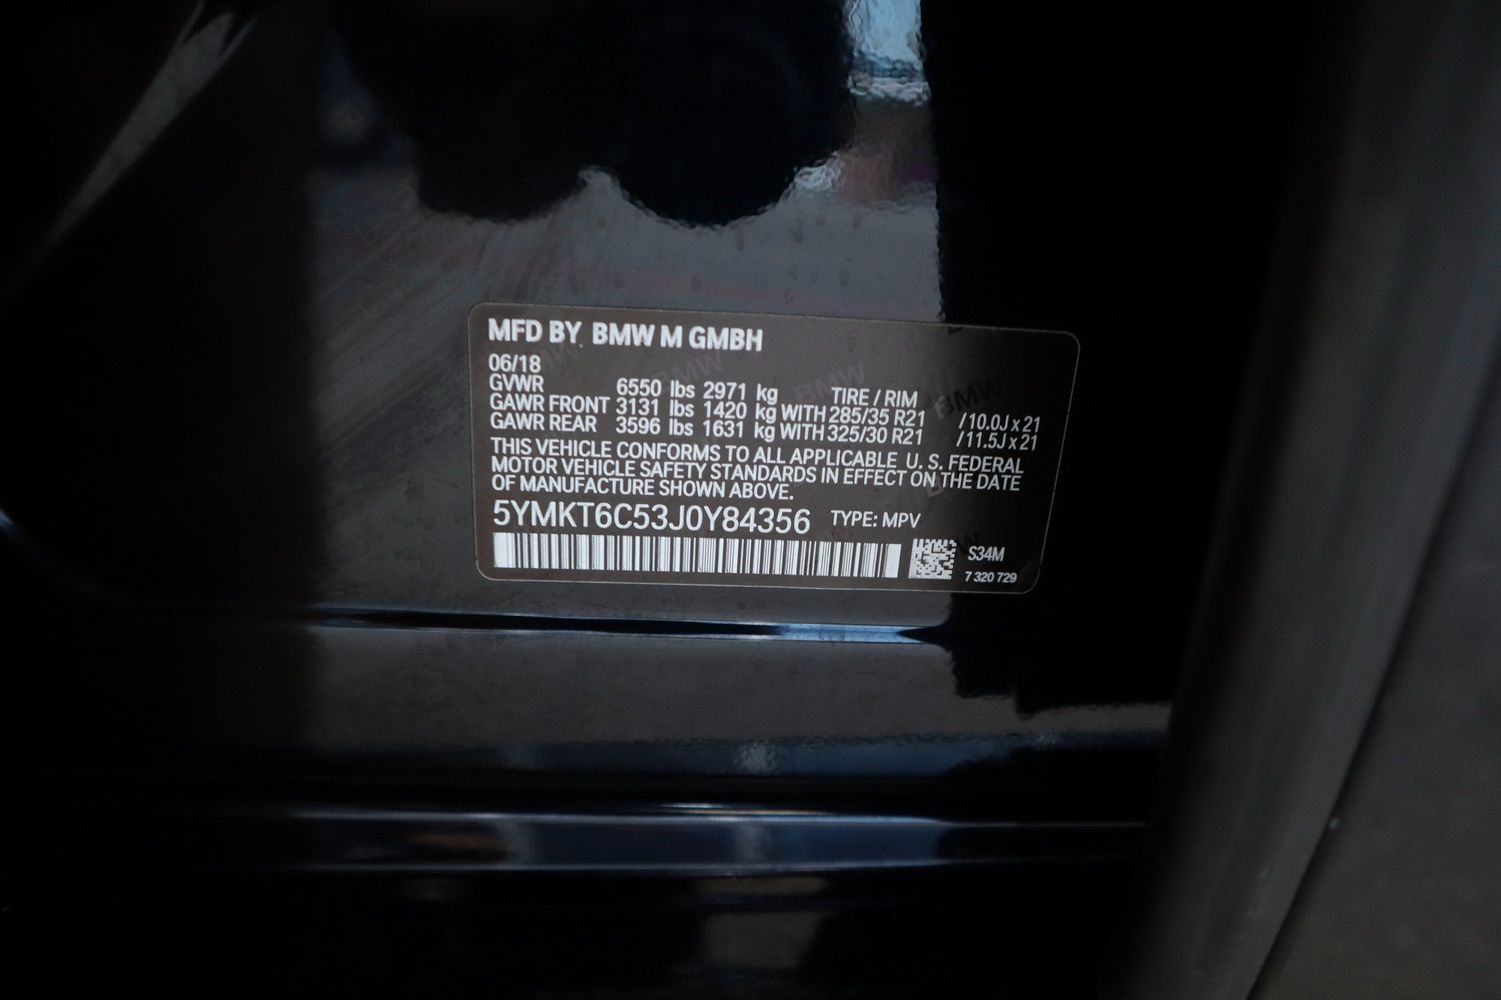 MFD BY BMW M GMBH
06/18
GVWR 6550 lbs 2971 kg TIRE / RIM
GAWR FRONT 3131 lbs 1420 kg WITH 285/35 R21 /10.0J x 21
GAWR REAR 3596 lbs 1631 kg WITH 325/30 R21 /11.5J x 21
THIS VEHICLE CONFORMS TO ALL APPLICABLE U. S. FEDERAL
MOTOR VEHICLE SAFETY STANDARDS IN EFFECT ON THE DATE
OF MANUFACTURE SHOWN ABOVE.
5YMKT6C53J0Y84356 TYPE: MPV
S34M
7 320 729